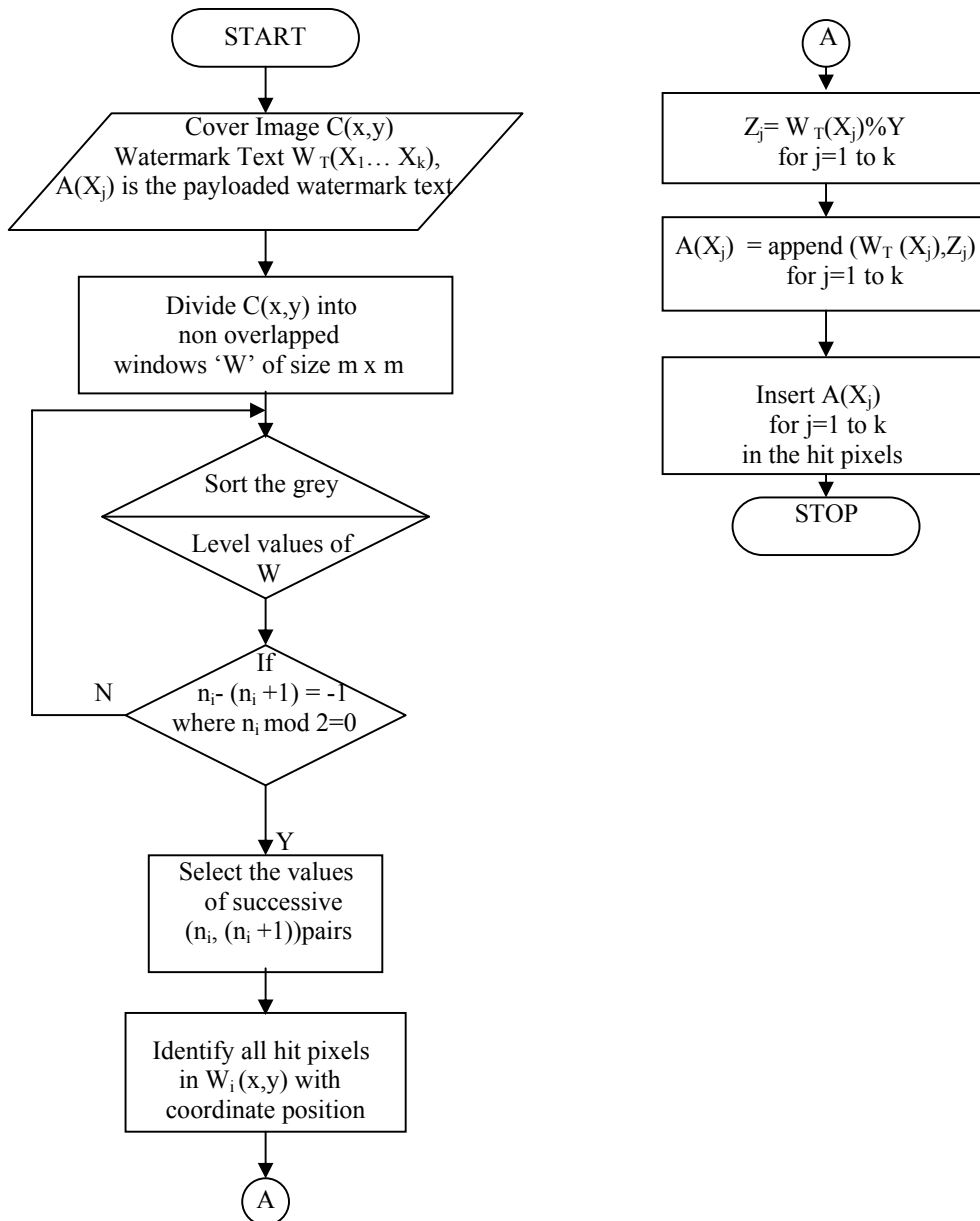 START
Cover Image C(x,y)
Watermark Text W T(X1… Xk),
A(Xj) is the payloaded watermark text
Divide C(x,y) into
non overlapped
windows ‘W’ of size m x m
Sort the grey
Level values of
W
If
ni- (ni +1) = -1
where ni mod 2=0
N
Y
Select the values
of successive
(ni, (ni +1))pairs
Identify all hit pixels
in Wi (x,y) with
coordinate position
A
A
Zj= W T(Xj)%Y
for j=1 to k
A(Xj) = append (WT (Xj),Zj)
for j=1 to k
Insert A(Xj)
for j=1 to k
in the hit pixels
STOP